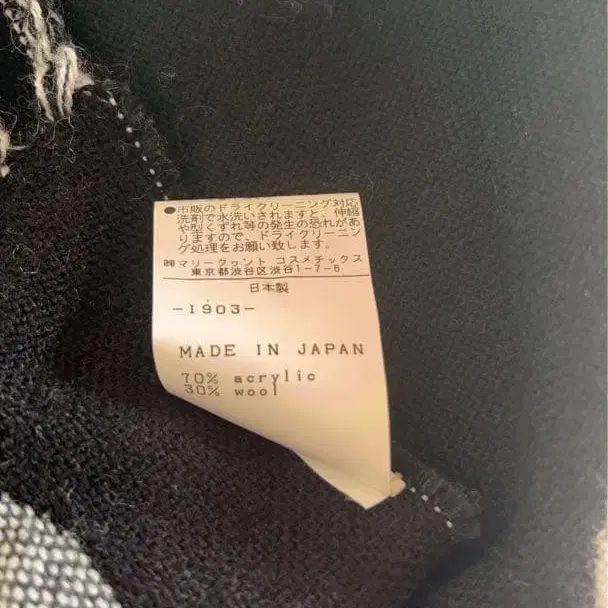 ●市販のドライクリーニング対応
洗剤で水洗いされますと、伸縮
や型くずれ等の発生の恐れがあ
りますので、ドライクリーニン
グ処理をお願い致します。
㈱マリークヮント コスメチックス
東京都渋谷区渋谷1-7-6
日本製
-1903-
MADE IN JAPAN
70% acrylic
30% wool